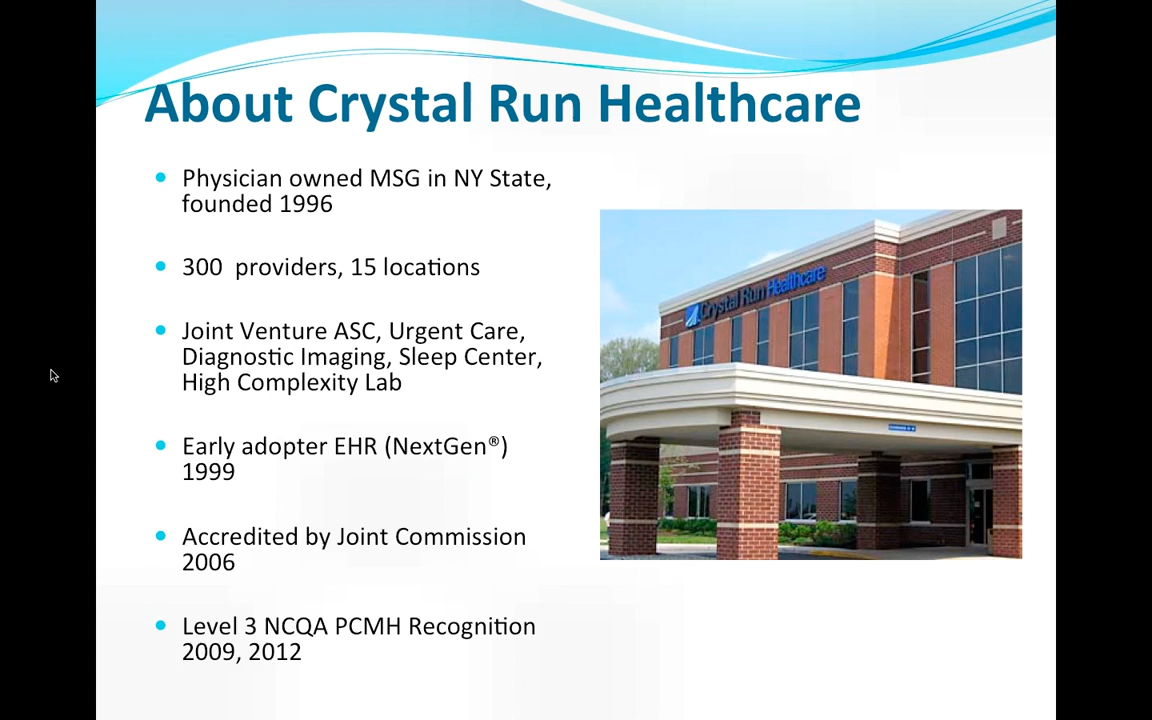 About Crystal Run Healthcare
• Physician owned MSG in NY State,
founded 1996
• 300 providers, 15 locations
• Joint Venture ASC, Urgent Care,
Diagnostic Imaging, Sleep Center,
High Complexity Lab
• Early adopter EHR (NextGen®)
1999
• Accredited by Joint Commission
2006
• Level 3 NCQA PCMH Recognition
2009, 2012
Crystal Run Healthcare